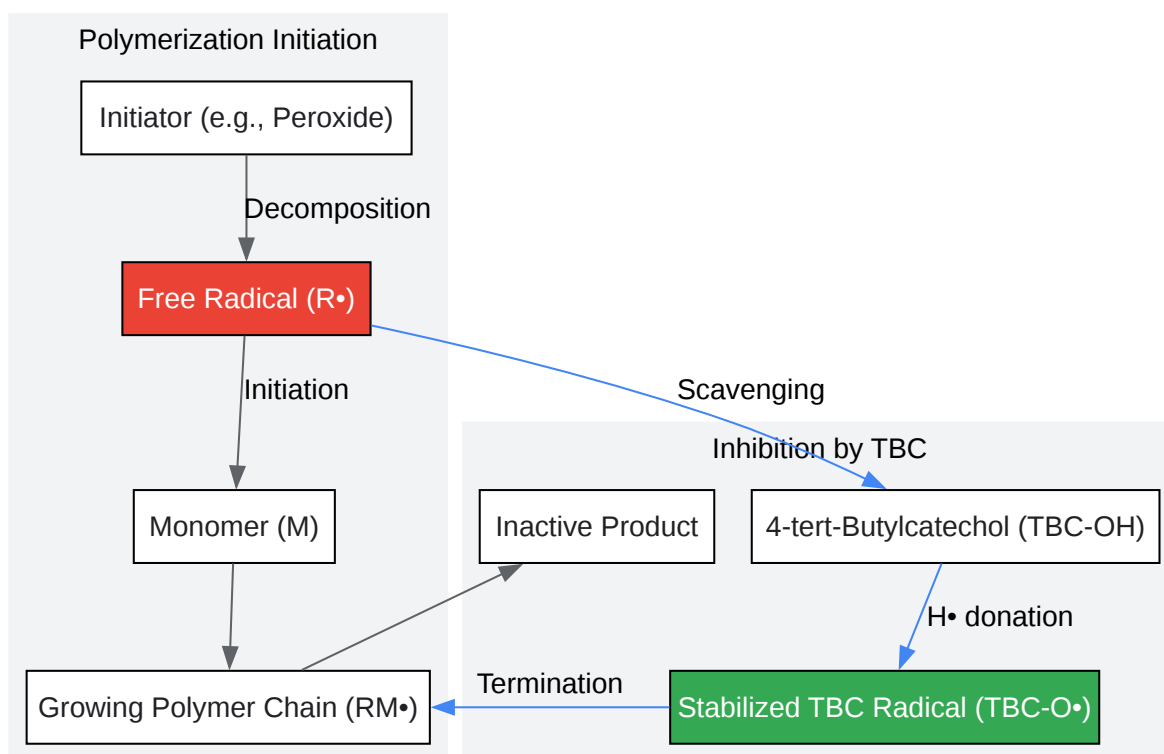 Polymerization Initiation
Initiator (e.g., Peroxide)
Decomposition
Free Radical (R•)
Initiation
Scavenging
Inhibition by TBC
Monomer (M)
Inactive Product
4-tert-Butylcatechol (TBC-OH)
H• donation
Growing Polymer Chain (RM•)
Termination
Stabilized TBC Radical (TBC-O•)